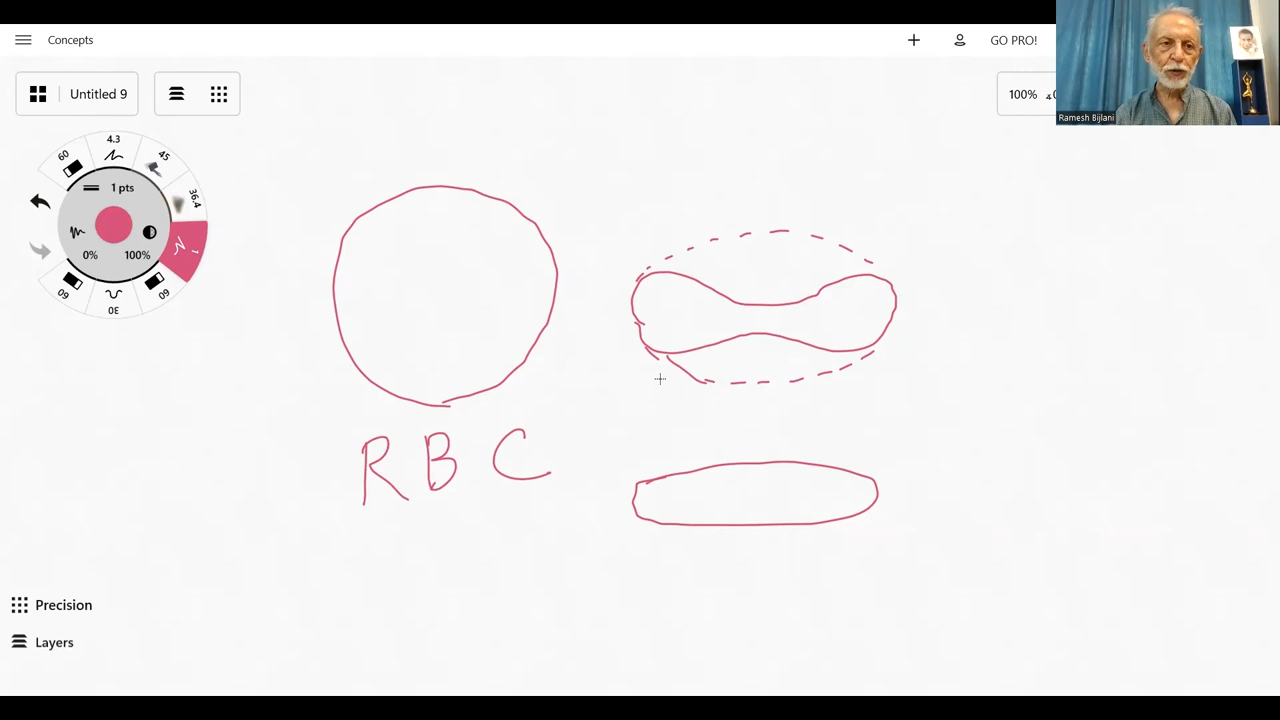 Concepts
GO PRO!
Untitled 9
100%
Ramesh Bijlani
4.3
60
45
36.4
1 pts
1
0%
100%
60
60
30
R B C
Precision
Layers